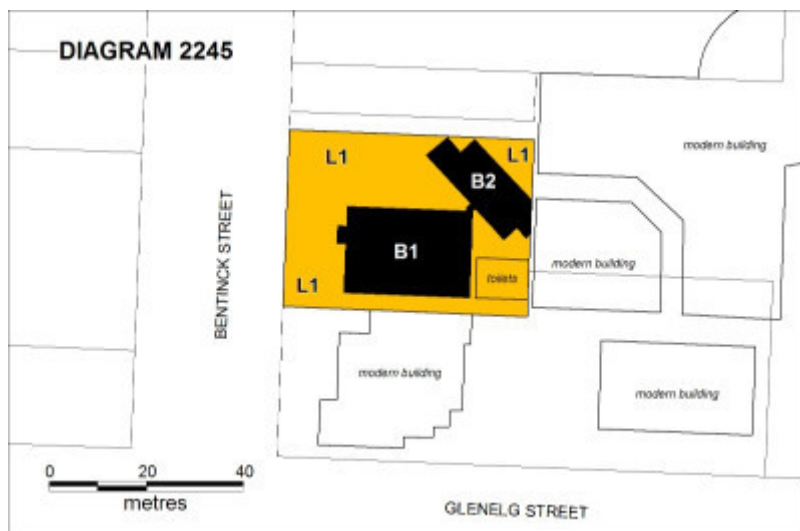 DIAGRAM 2245
modern building
L1
L1
B2
BENTINCK STREET
B1
modern building
toilets
L1
modern building
modern building
0 20 40
metres
GLENELG STREET